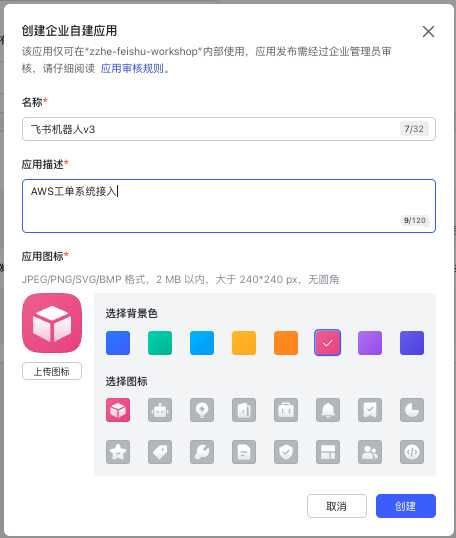 创建企业自建应用
该应用仅可在“zzhe-feishu-workshop”内部使用，应用发布需经过企业管理员审
核，请仔细阅读 应用审核规则。
名称*
飞书机器人v3
7/32
应用描述*
AWS工单系统接入
9/120
应用图标*
JPEG/PNG/SVG/BMP 格式，2 MB 以内，大于 240*240 px，无圆角
选择背景色
上传图标
选择图标
取消
创建